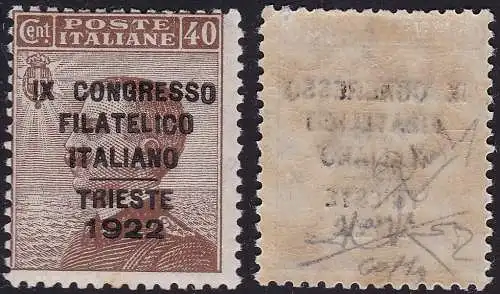 Cent POSTE 40
ITALIANE
IX CONGRESSO
FILATELICO
ITALIANO
TRIESTE
1922